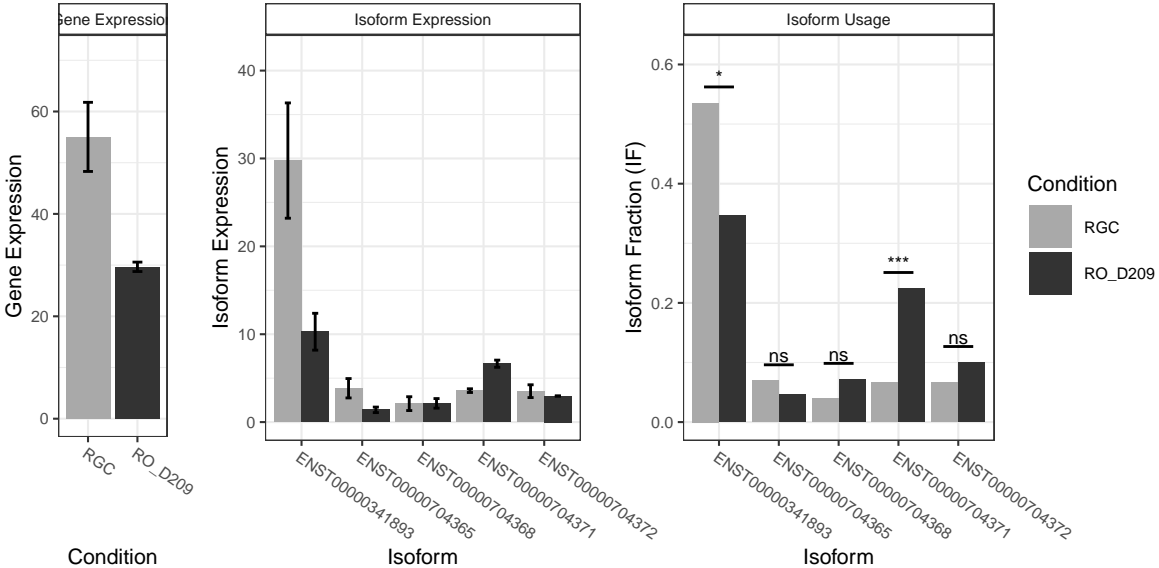 Gene Expression
Isoform Expression
Isoform Usage
Gene Expression
60
40
20
0
RGC
RO_D209
Condition
Isoform Expression
40
30
20
10
0
ENST00000341893
ENST00000704365
ENST00000704368
ENST00000704371
ENST00000704372
Isoform
Isoform Fraction (IF)
0.6
0.4
0.2
0.0
*
ns
ns
***
ns
ENST00000341893
ENST00000704365
ENST00000704368
ENST00000704371
ENST00000704372
Isoform
Condition
RGC
RO_D209